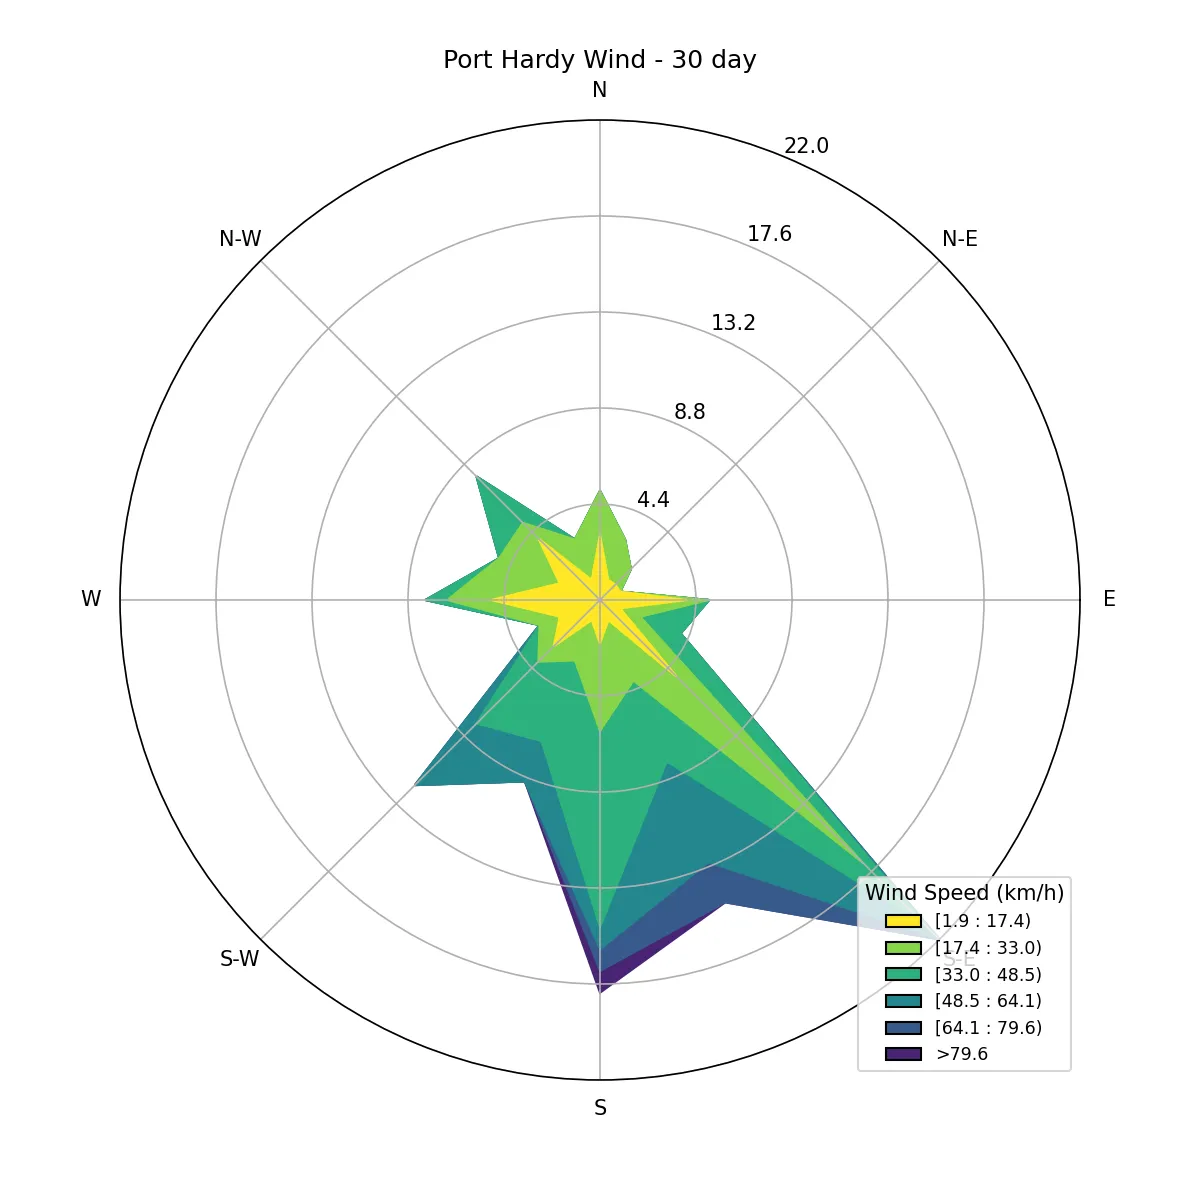 Port Hardy Wind - 30 day
N
22.0
N-W
17.6
N-E
13.2
8.8
4.4
W
E
Wind Speed (km/h)
[1.9 : 17.4)
[17.4 : 33.0)
[33.0 : 48.5)
[48.5 : 64.1)
[64.1 : 79.6)
>79.6
S-W
S-E
S